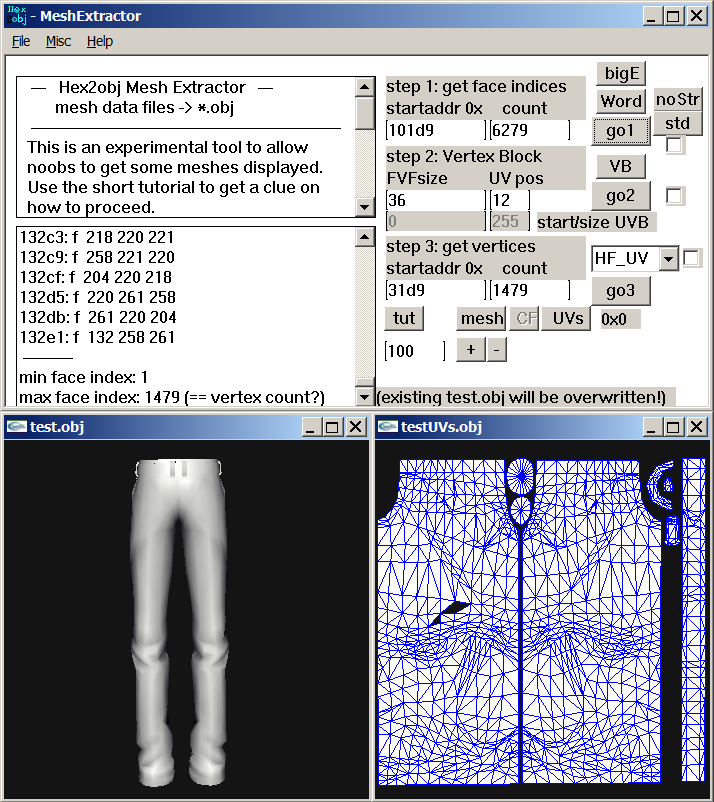 Hex obj - MeshExtractor
File Misc Help
— Hex2obj Mesh Extractor —
mesh data files -> *.obj
This is an experimental tool to allow
noobs to get some meshes displayed.
Use the short tutorial to get a clue on
how to proceed.
132c3: f 218 220 221
132c9: f 258 221 220
132cf: f 204 220 218
132d5: f 220 261 258
132db: f 261 220 204
132e1: f 132 258 261
min face index: 1
max face index: 1479 (== vertex count?)
step 1: get face indices
startaddr 0x count
101d9 6279
bigE
Word noStr
go1 std
step 2: Vertex Block
FVFsize UV pos
36 12
0 255 start/size UVB
VB
go2
step 3: get vertices
startaddr 0x count
31d9 1479
HF_UV
go3
tut mesh CF UVs 0x0
100 + -
(existing test.obj will be overwritten!)
test.obj
testUVs.obj